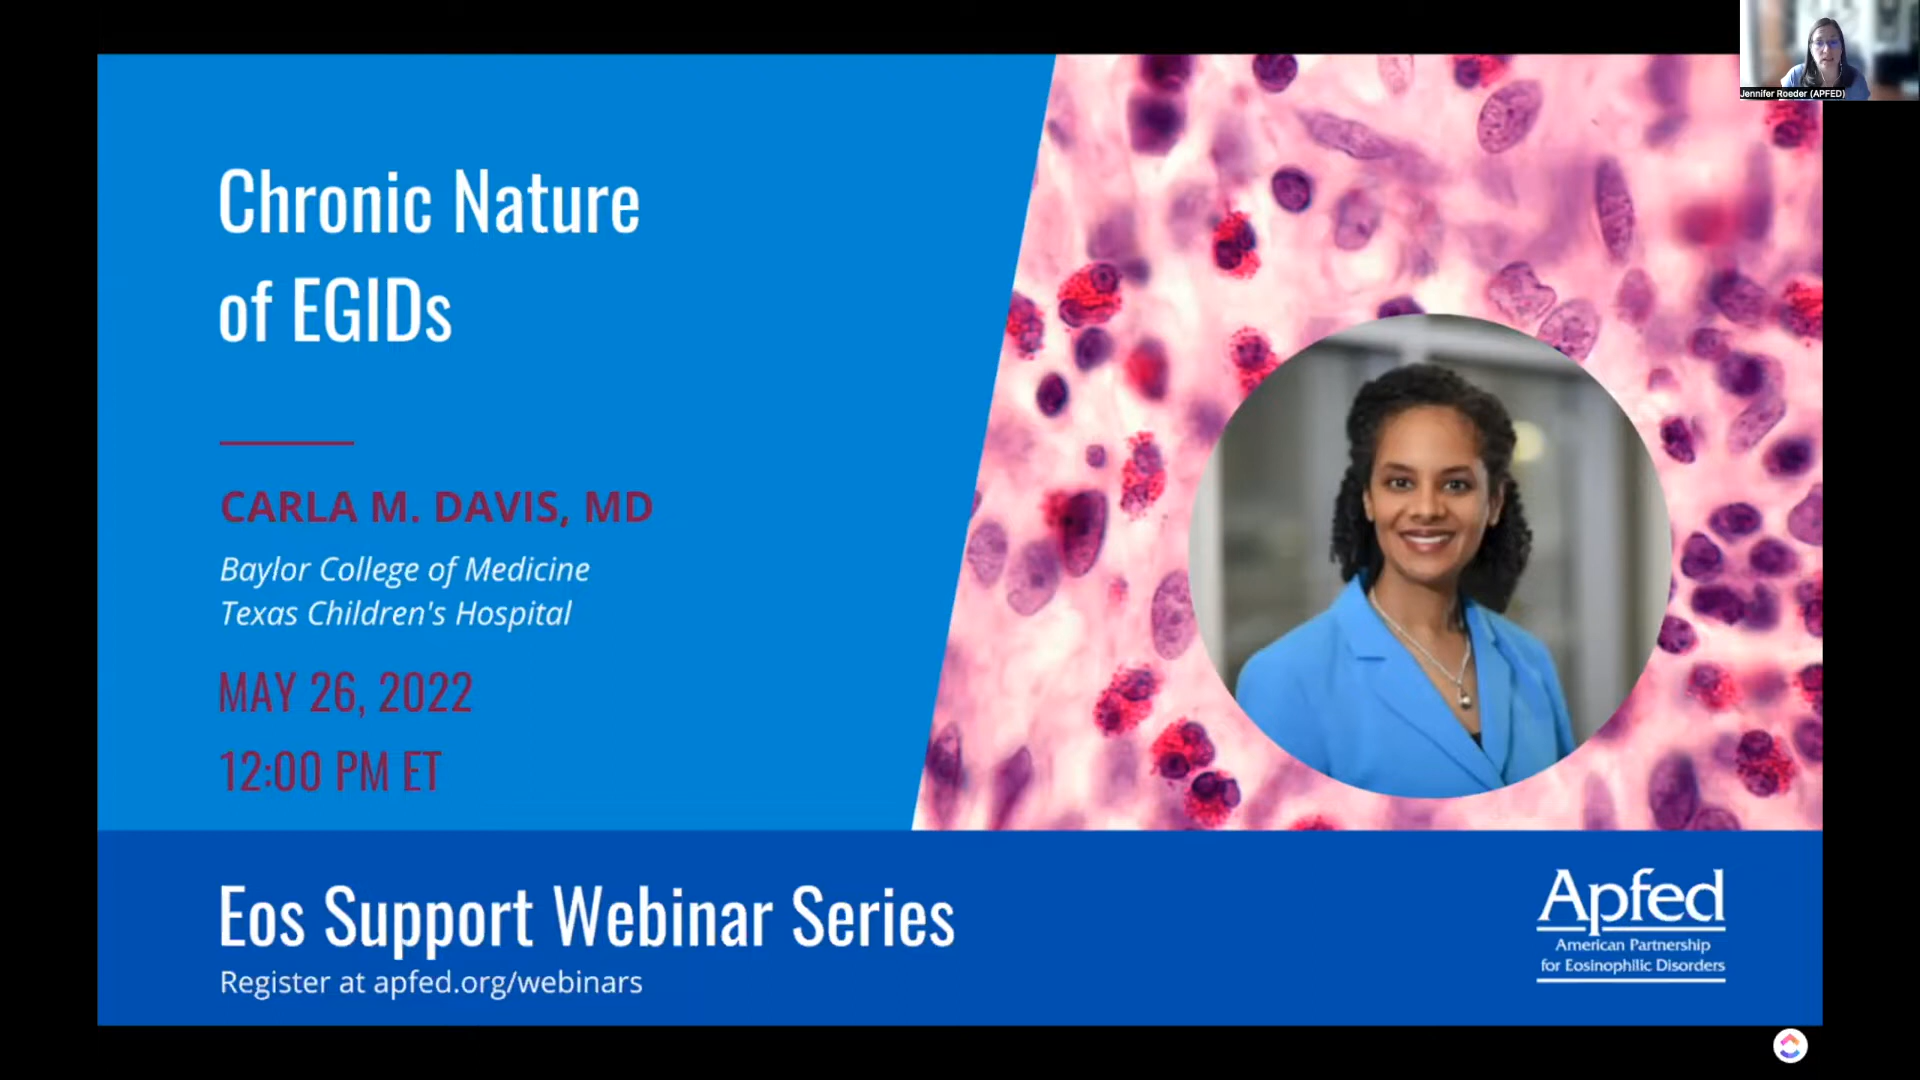 Jennifer Roeder (APFED)
Chronic Nature
of EGIDs
CARLA M. DAVIS, MD
Baylor College of Medicine
Texas Children's Hospital
MAY 26, 2022
12:00 PM ET
Eos Support Webinar Series
Register at apfed.org/webinars
Apfed
American Partnership
for Eosinophilic Disorders